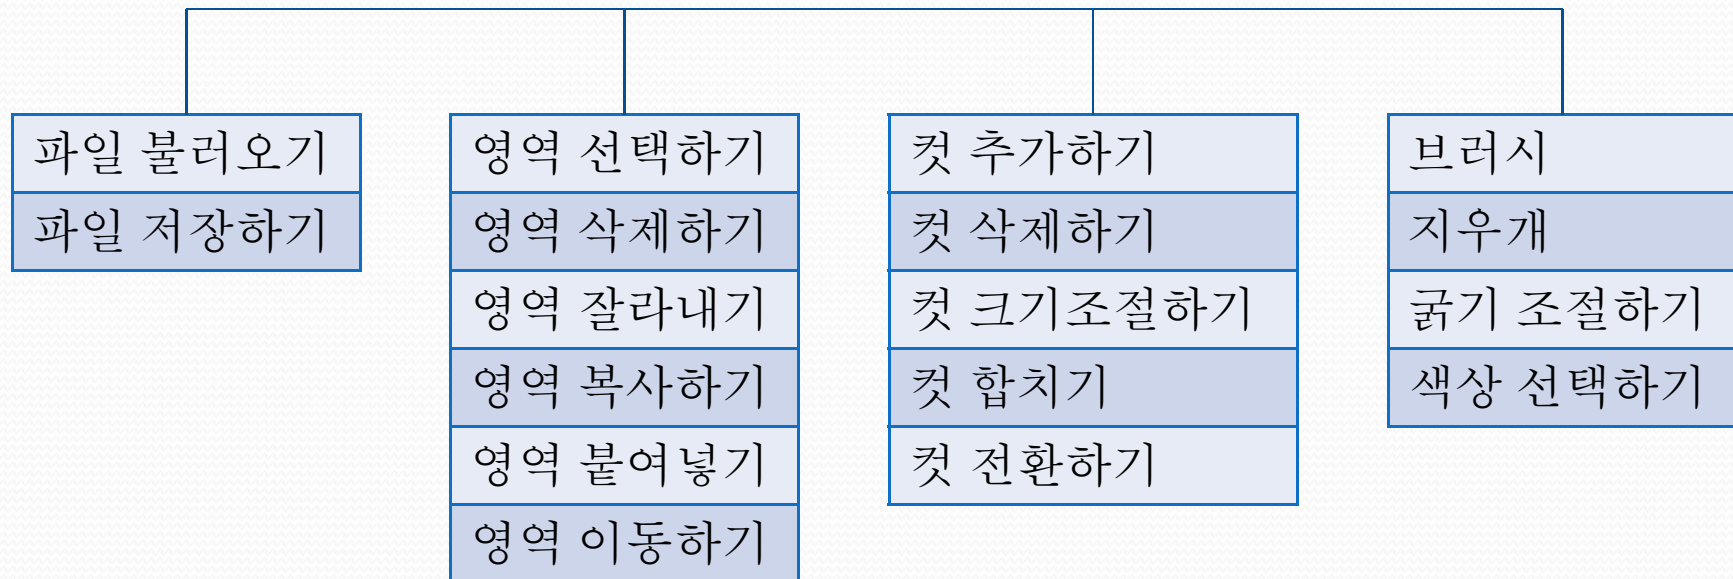 파일 불러오기
파일 저장하기
영역 선택하기
영역 삭제하기
영역 잘라내기
영역 복사하기
영역 붙여넣기
영역 이동하기
컷 추가하기
컷 삭제하기
컷 크기조절하기
컷 합치기
컷 전환하기
브러시
지우개
굵기 조절하기
색상 선택하기